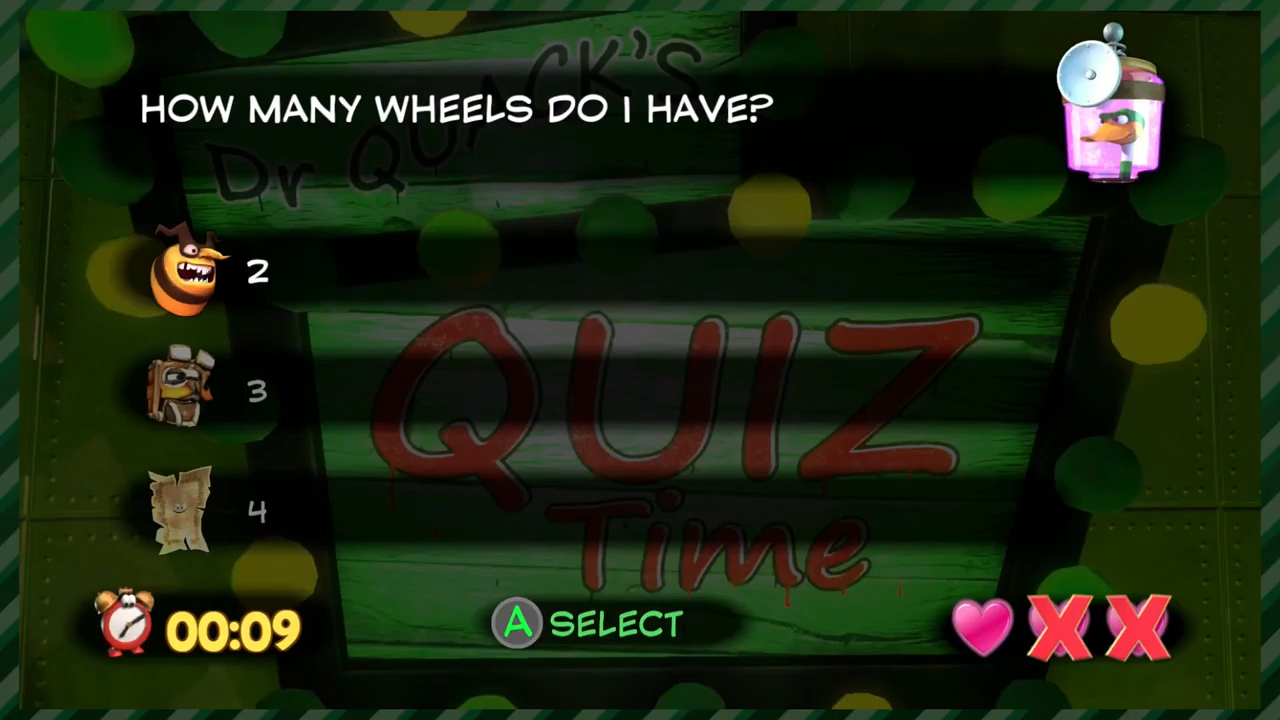 Dr QUACK'S
HOW MANY WHEELS DO I HAVE?
2
3
4
QUIZ
Time
00:09
A SELECT
X X